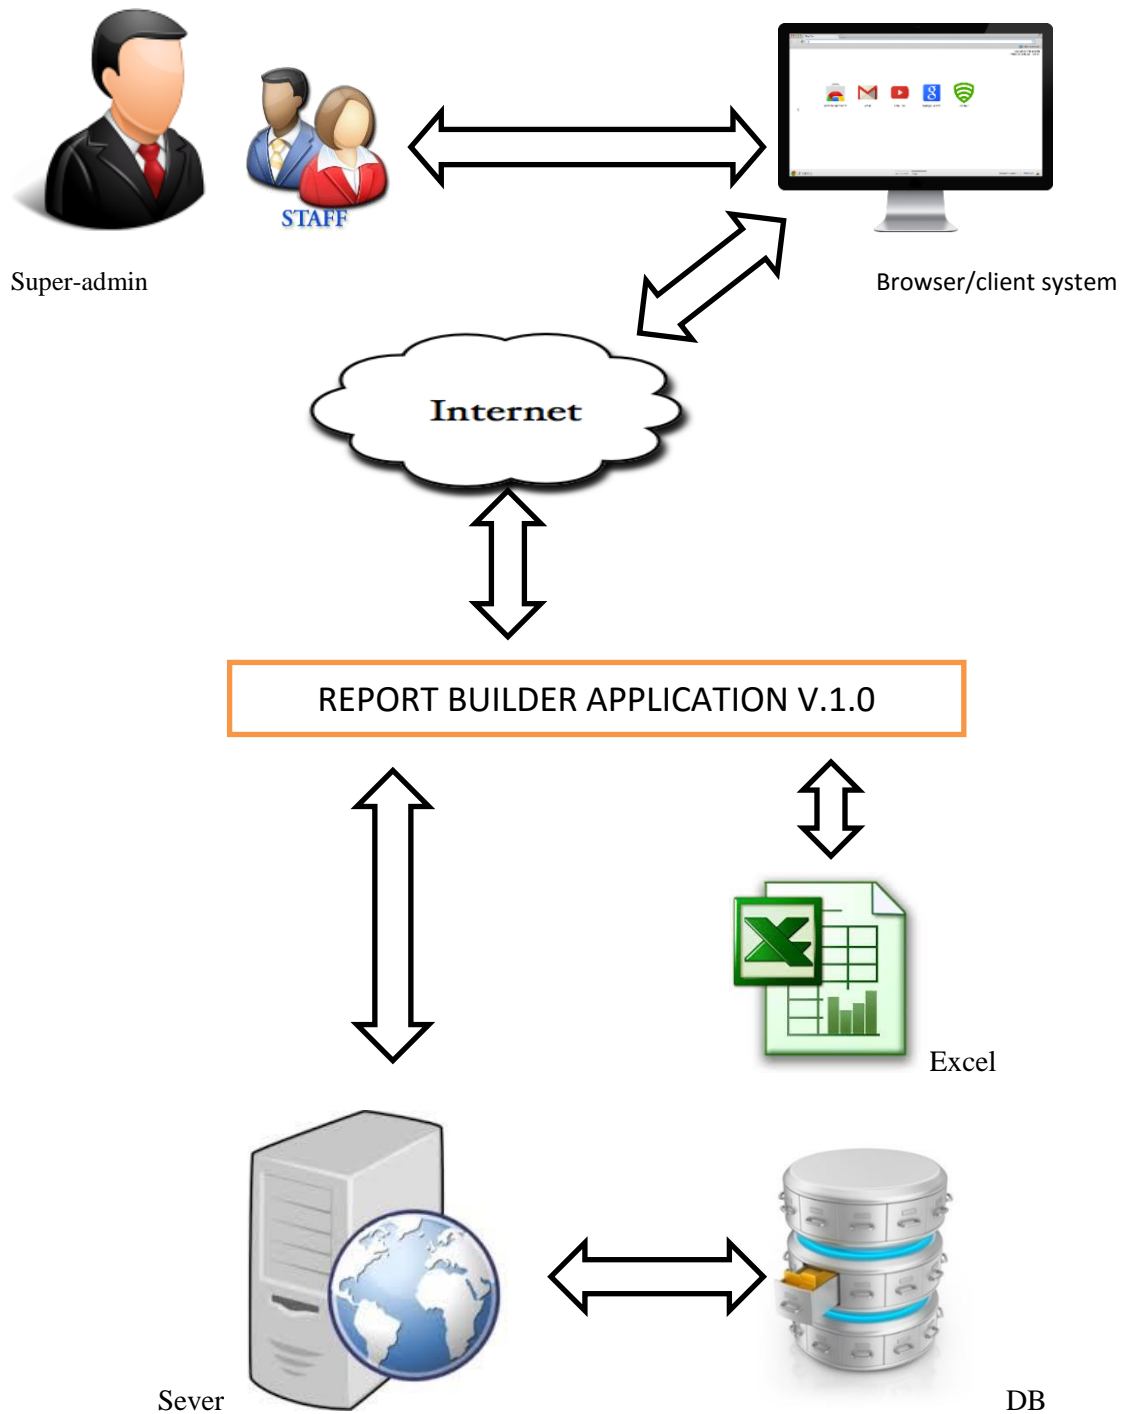 STAFF
Super-admin
Browser/client system
Internet
REPORT BUILDER APPLICATION V.1.0
Excel
Sever
DB